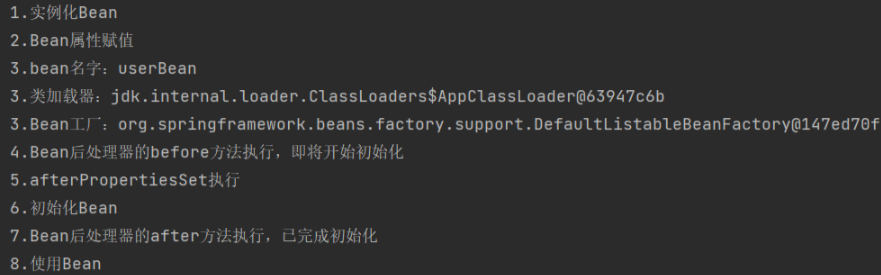 1.实例化Bean
2.Bean属性赋值
3.bean名字：userBean
3.类加载器：jdk.internal.loader.ClassLoaders$AppClassLoader@63947c6b
3.Bean工厂：org.springframework.beans.factory.support.DefaultListableBeanFactory@147ed70f
4.Bean后处理器的before方法执行，即将开始初始化
5.afterPropertiesSet执行
6.初始化Bean
7.Bean后处理器的after方法执行，已完成初始化
8.使用Bean